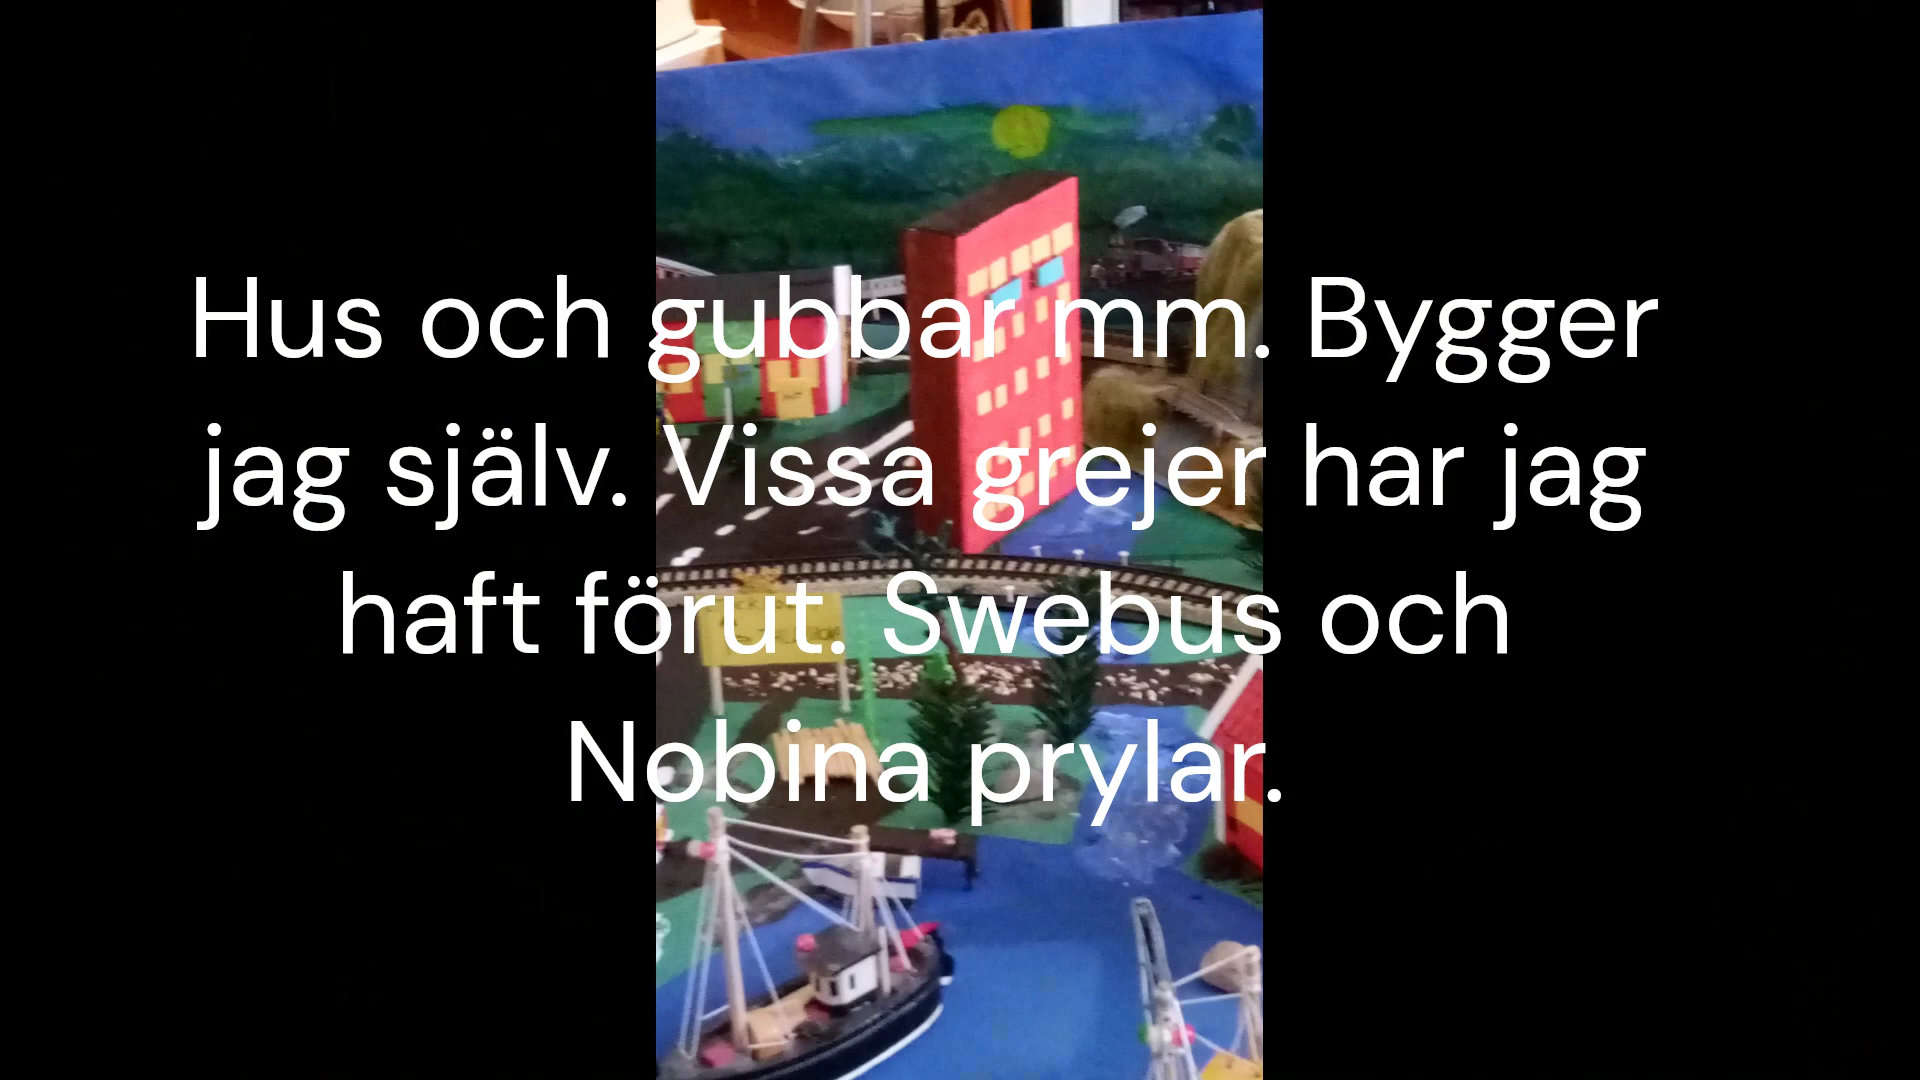 Hus och gubbar mm. Bygger
jag själv. Vissa grejer har jag
haft förut. Swebus och
Nobina prylar.